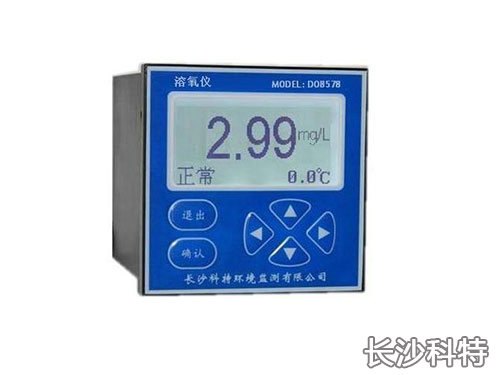 溶氧仪 MODEL: DO8578
2.99mg/L
正常 0.0℃
退出
确认
长沙科特环境监测有限公司
长沙科特